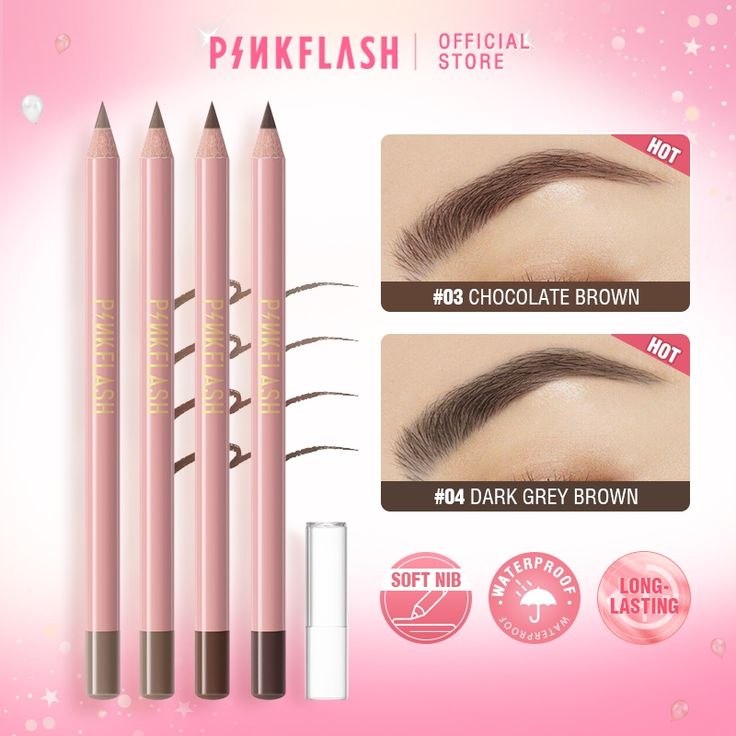 PINKFLASH
OFFICIAL
STORE
PINKFLASH
PINKFLASH
PINKFLASH
PINKFLASH
HOT
#03 CHOCOLATE BROWN
HOT
#04 DARK GREY BROWN
SOFT NIB
WATERPROOF
WATERPROOF
LONG-
LASTING